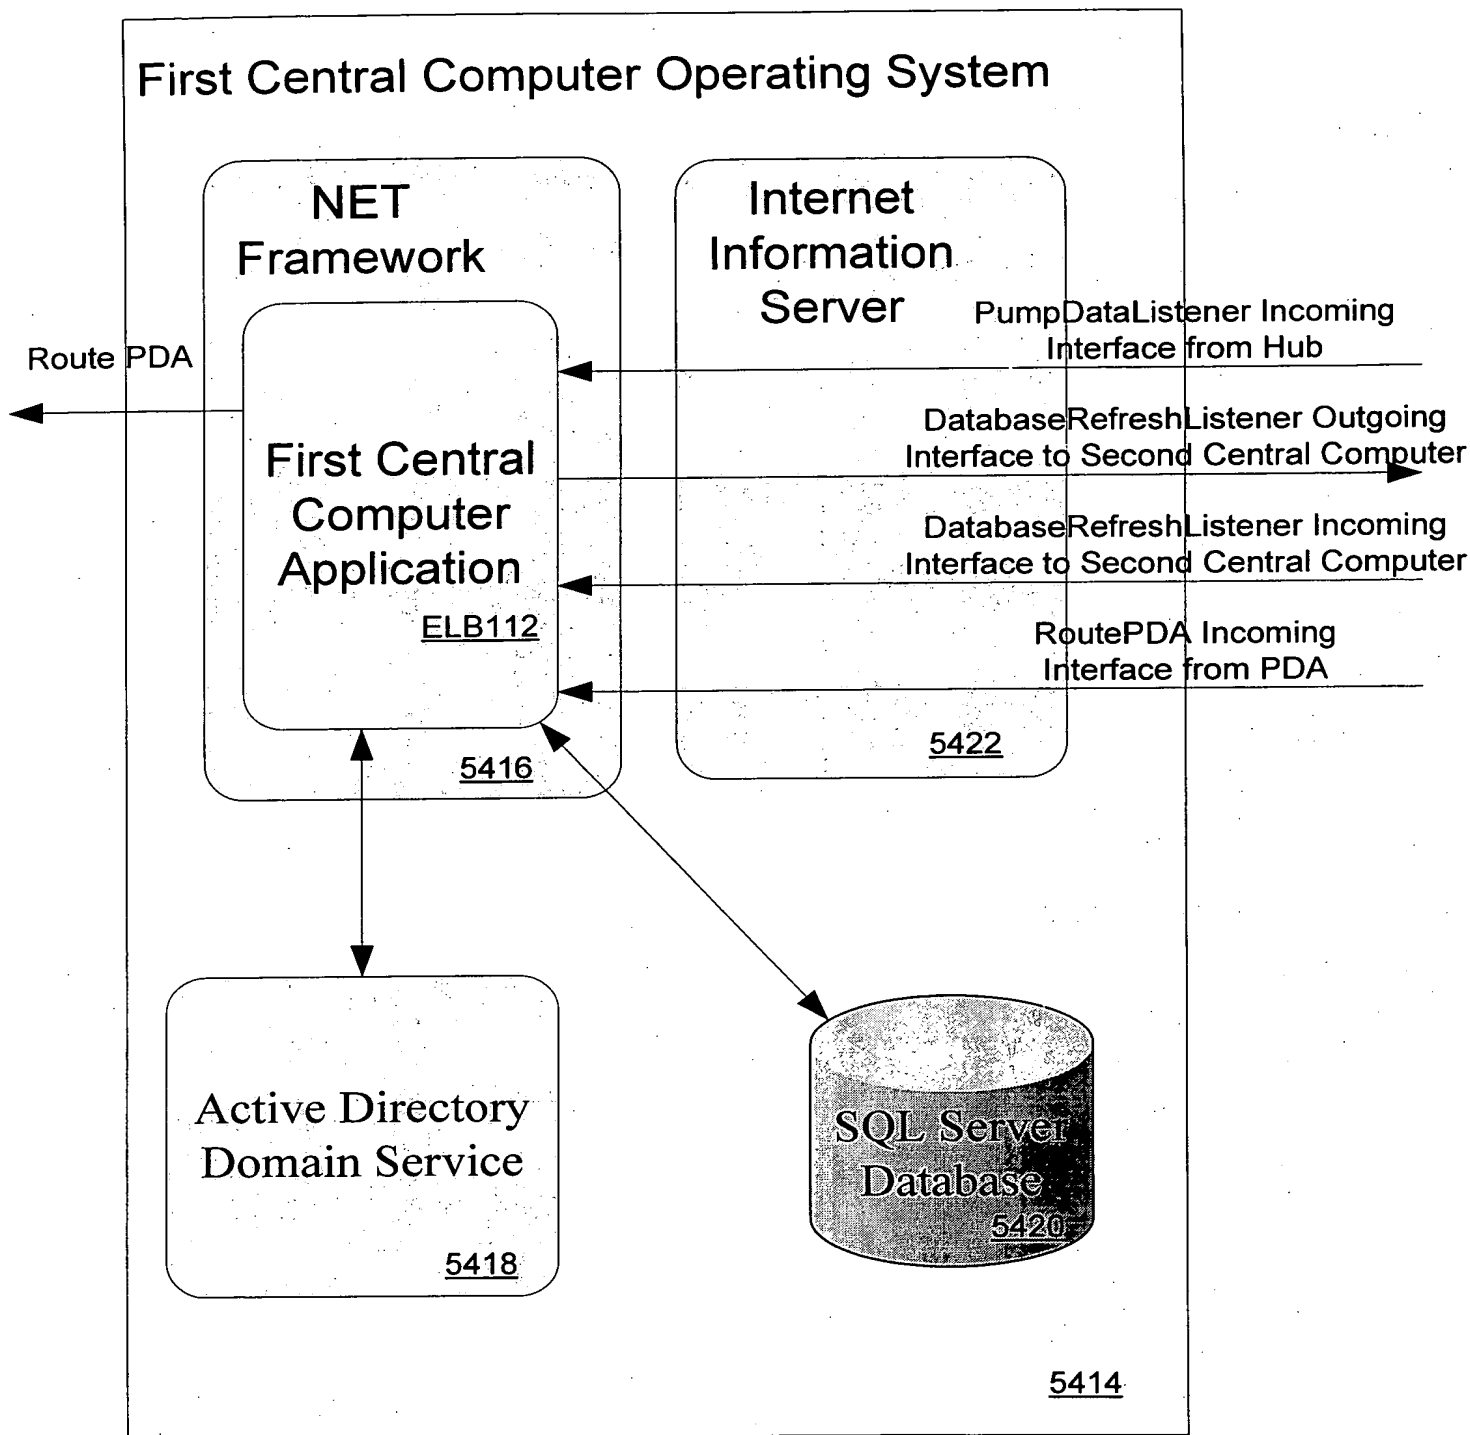 First Central Computer Operating System
NET
Framework
Internet
Information
Server
PumpDataListener Incoming
Interface from Hub
Route PDA
DatabaseRefreshListener Outgoing
Interface to Second Central Computer
First Central
Computer
Application
ELB112
DatabaseRefreshListener Incoming
Interface to Second Central Computer
RoutePDA Incoming
Interface from PDA
5416
5422
Active Directory
Domain Service
5418
SQL Server
Database
5420
5414